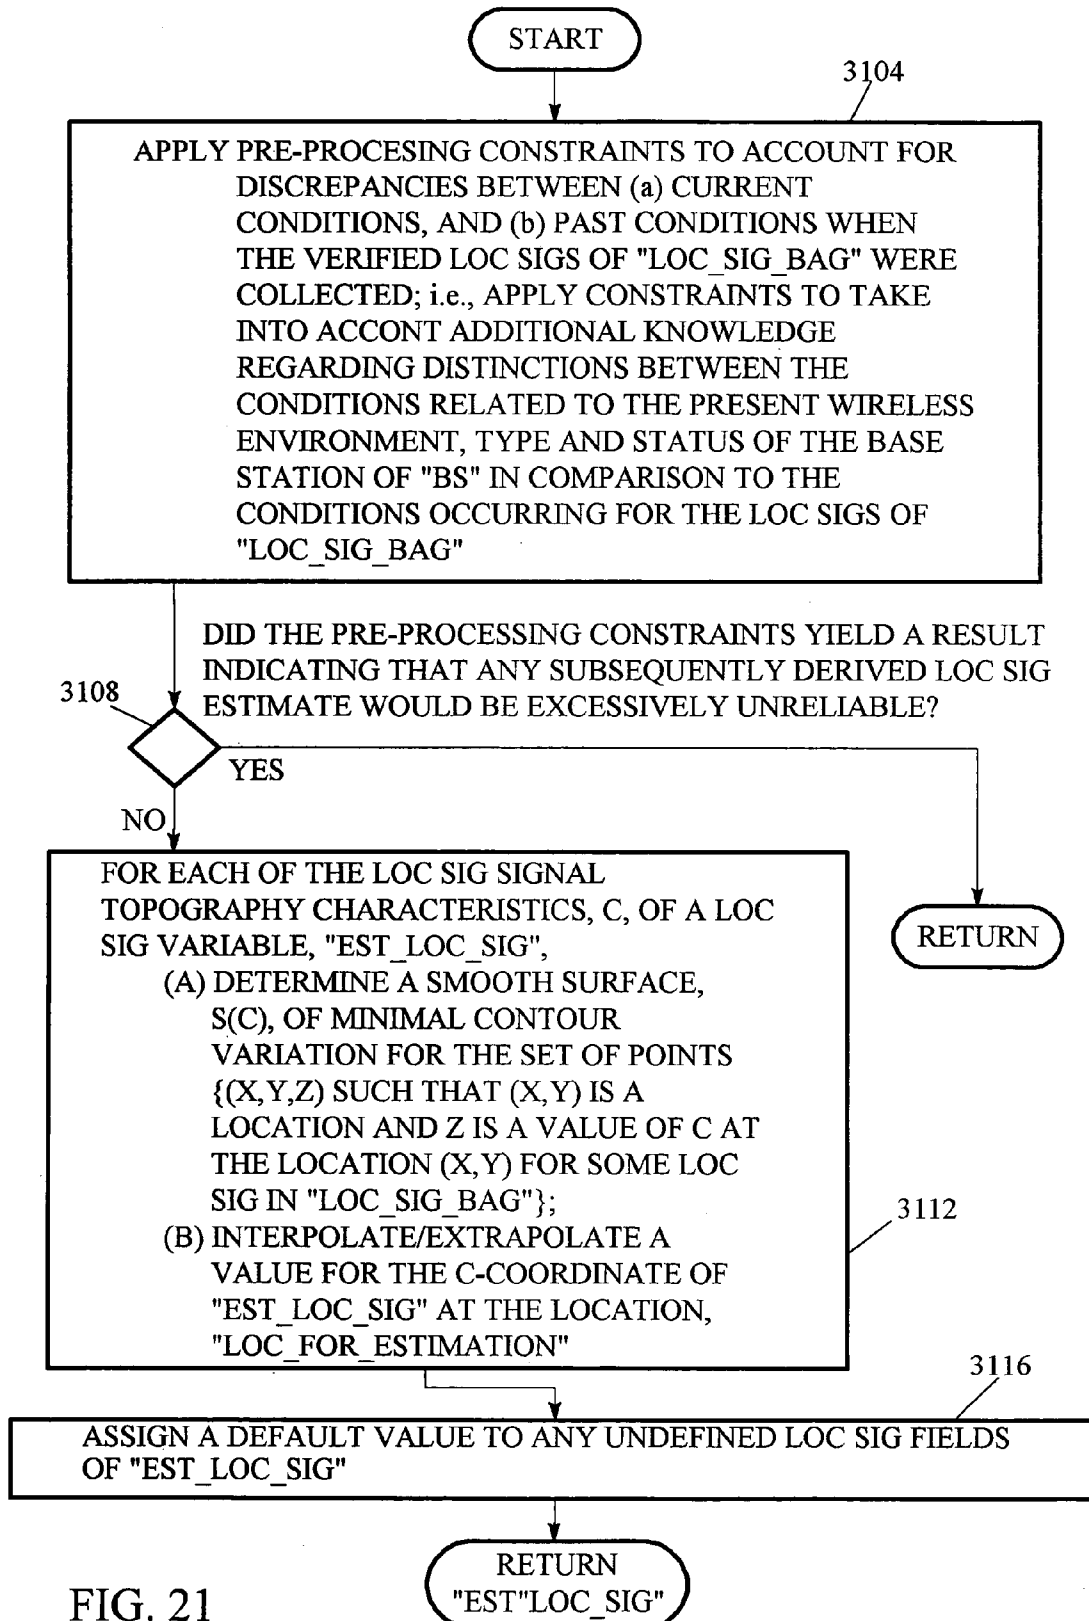 START
3104
APPLY PRE-PROCESING CONSTRAINTS TO ACCOUNT FOR
DISCREPANCIES BETWEEN (a) CURRENT
CONDITIONS, AND (b) PAST CONDITIONS WHEN
THE VERIFIED LOC SIGS OF "LOC_SIG_BAG" WERE
COLLECTED; i.e., APPLY CONSTRAINTS TO TAKE
INTO ACCONT ADDITIONAL KNOWLEDGE
REGARDING DISTINCTIONS BETWEEN THE
CONDITIONS RELATED TO THE PRESENT WIRELESS
ENVIRONMENT, TYPE AND STATUS OF THE BASE
STATION OF "BS" IN COMPARISON TO THE
CONDITIONS OCCURRING FOR THE LOC SIGS OF
"LOC_SIG_BAG"
DID THE PRE-PROCESSING CONSTRAINTS YIELD A RESULT
INDICATING THAT ANY SUBSEQUENTLY DERIVED LOC SIG
ESTIMATE WOULD BE EXCESSIVELY UNRELIABLE?
3108
YES
NO
FOR EACH OF THE LOC SIG SIGNAL
TOPOGRAPHY CHARACTERISTICS, C, OF A LOC
SIG VARIABLE, "EST_LOC_SIG",
(A) DETERMINE A SMOOTH SURFACE,
S(C), OF MINIMAL CONTOUR
VARIATION FOR THE SET OF POINTS
{(X,Y,Z) SUCH THAT (X,Y) IS A
LOCATION AND Z IS A VALUE OF C AT
THE LOCATION (X,Y) FOR SOME LOC
SIG IN "LOC_SIG_BAG"};
(B) INTERPOLATE/EXTRAPOLATE A
VALUE FOR THE C-COORDINATE OF
"EST_LOC_SIG" AT THE LOCATION,
"LOC_FOR_ESTIMATION"
RETURN
3112
3116
ASSIGN A DEFAULT VALUE TO ANY UNDEFINED LOC SIG FIELDS
OF "EST_LOC_SIG"
RETURN
"EST"LOC_SIG"
FIG. 21